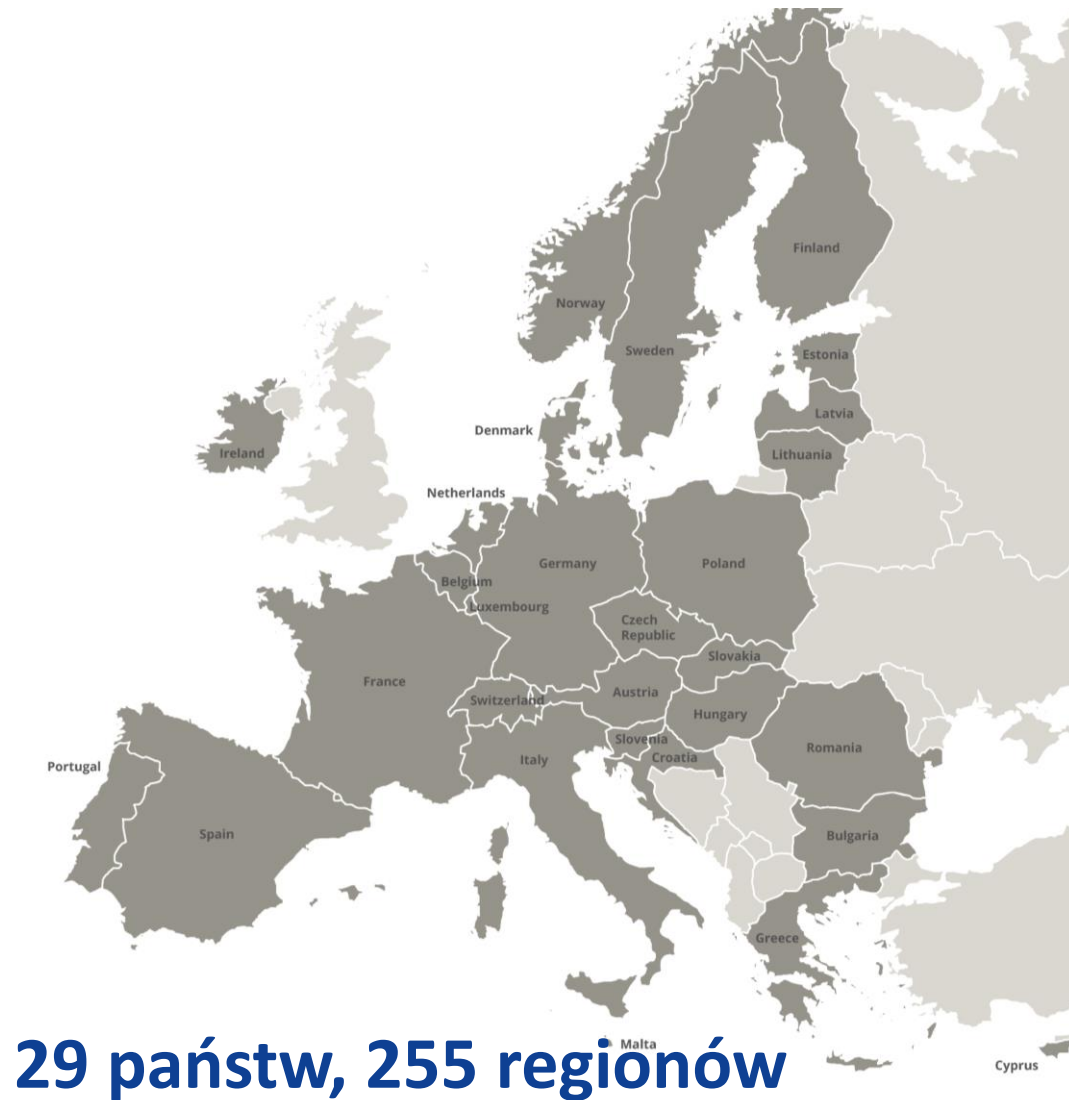 Finland
Norway
Sweden
Estonia
Latvia
Denmark
Ireland
Lithuania
Netherlands
Germany
Poland
Belgium
Luxembourg
Czech
Republic
Slovakia
France
Austria
Switzerland
Hungary
Slovenia
Romania
Croatia
Italy
Portugal
Spain
Bulgaria
Greece
Malta
29 państw, 255 regionów
Cyprus